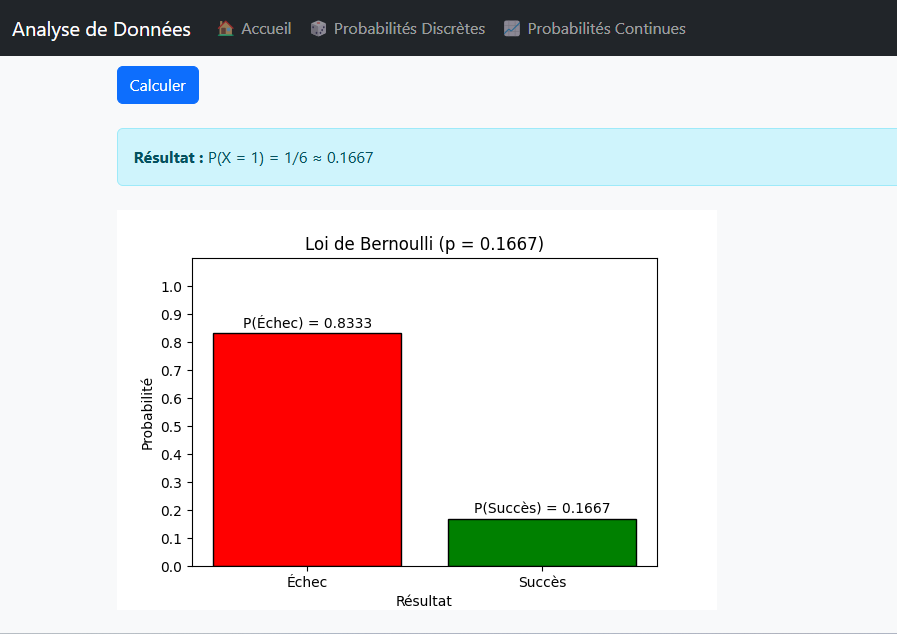 Analyse de Données Accueil Probabilités Discrètes Probabilités Continues
Calculer
Résultat : P(X = 1) = 1/6 ≈ 0.1667
Loi de Bernoulli (p = 0.1667)
1.0
0.9
P(Échec) = 0.8333
0.8
0.7
0.6
Probabilité
0.5
0.4
0.3
0.2
P(Succès) = 0.1667
0.1
0.0
Échec Succès
Résultat